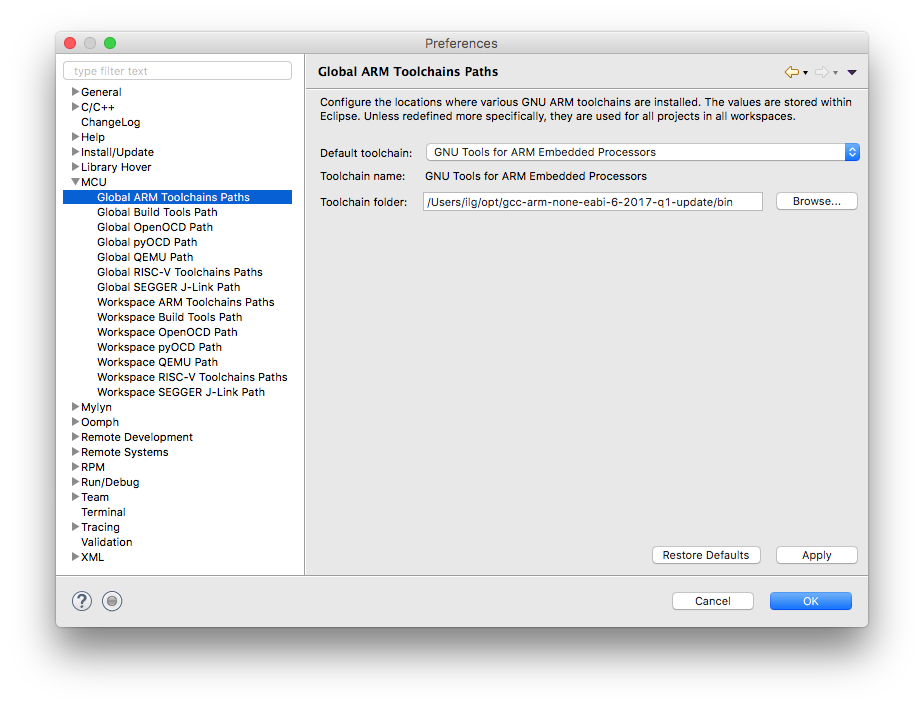 Preferences
type filter text
General
C/C++
ChangeLog
Help
Install/Update
Library Hover
MCU
Global ARM Toolchains Paths
Global Build Tools Path
Global OpenOCD Path
Global pyOCD Path
Global QEMU Path
Global RISC-V Toolchains Paths
Global SEGGER J-Link Path
Workspace ARM Toolchains Paths
Workspace Build Tools Path
Workspace OpenOCD Path
Workspace pyOCD Path
Workspace QEMU Path
Workspace RISC-V Toolchains Paths
Workspace SEGGER J-Link Path
Mylyn
Oomph
Remote Development
Remote Systems
RPM
Run/Debug
Team
Terminal
Tracing
Validation
XML
Global ARM Toolchains Paths
Configure the locations where various GNU ARM toolchains are installed. The values are stored within
Eclipse. Unless redefined more specifically, they are used for all projects in all workspaces.
Default toolchain: GNU Tools for ARM Embedded Processors
Toolchain name: GNU Tools for ARM Embedded Processors
Toolchain folder: /Users/ilg/opt/gcc-arm-none-eabi-6-2017-q1-update/bin Browse...
Restore Defaults Apply
? Cancel OK